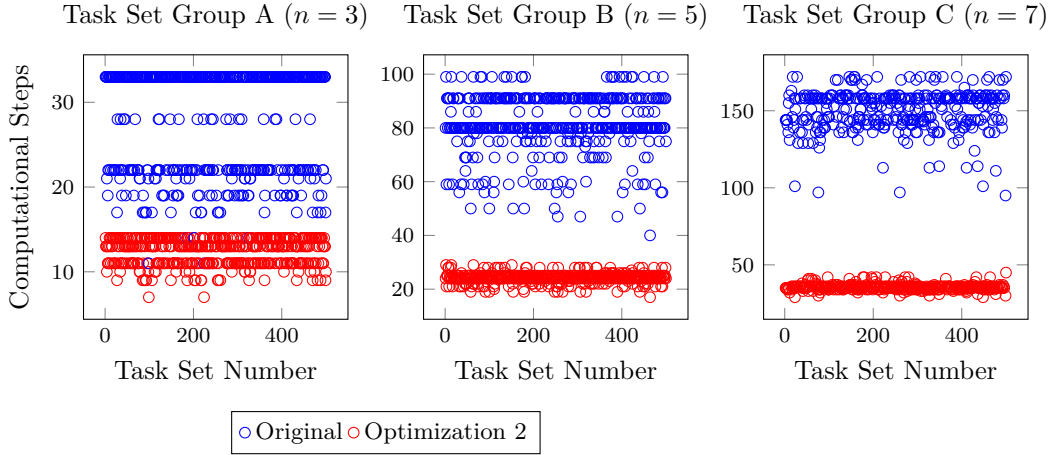 Task Set Group A (n = 3)
Task Set Group B (n = 5)
Task Set Group C (n = 7)
Computational Steps
30
20
10
0
200
400
Task Set Number
100
80
60
40
20
0
200
400
Task Set Number
150
100
50
0
200
400
Task Set Number
Original
Optimization 2